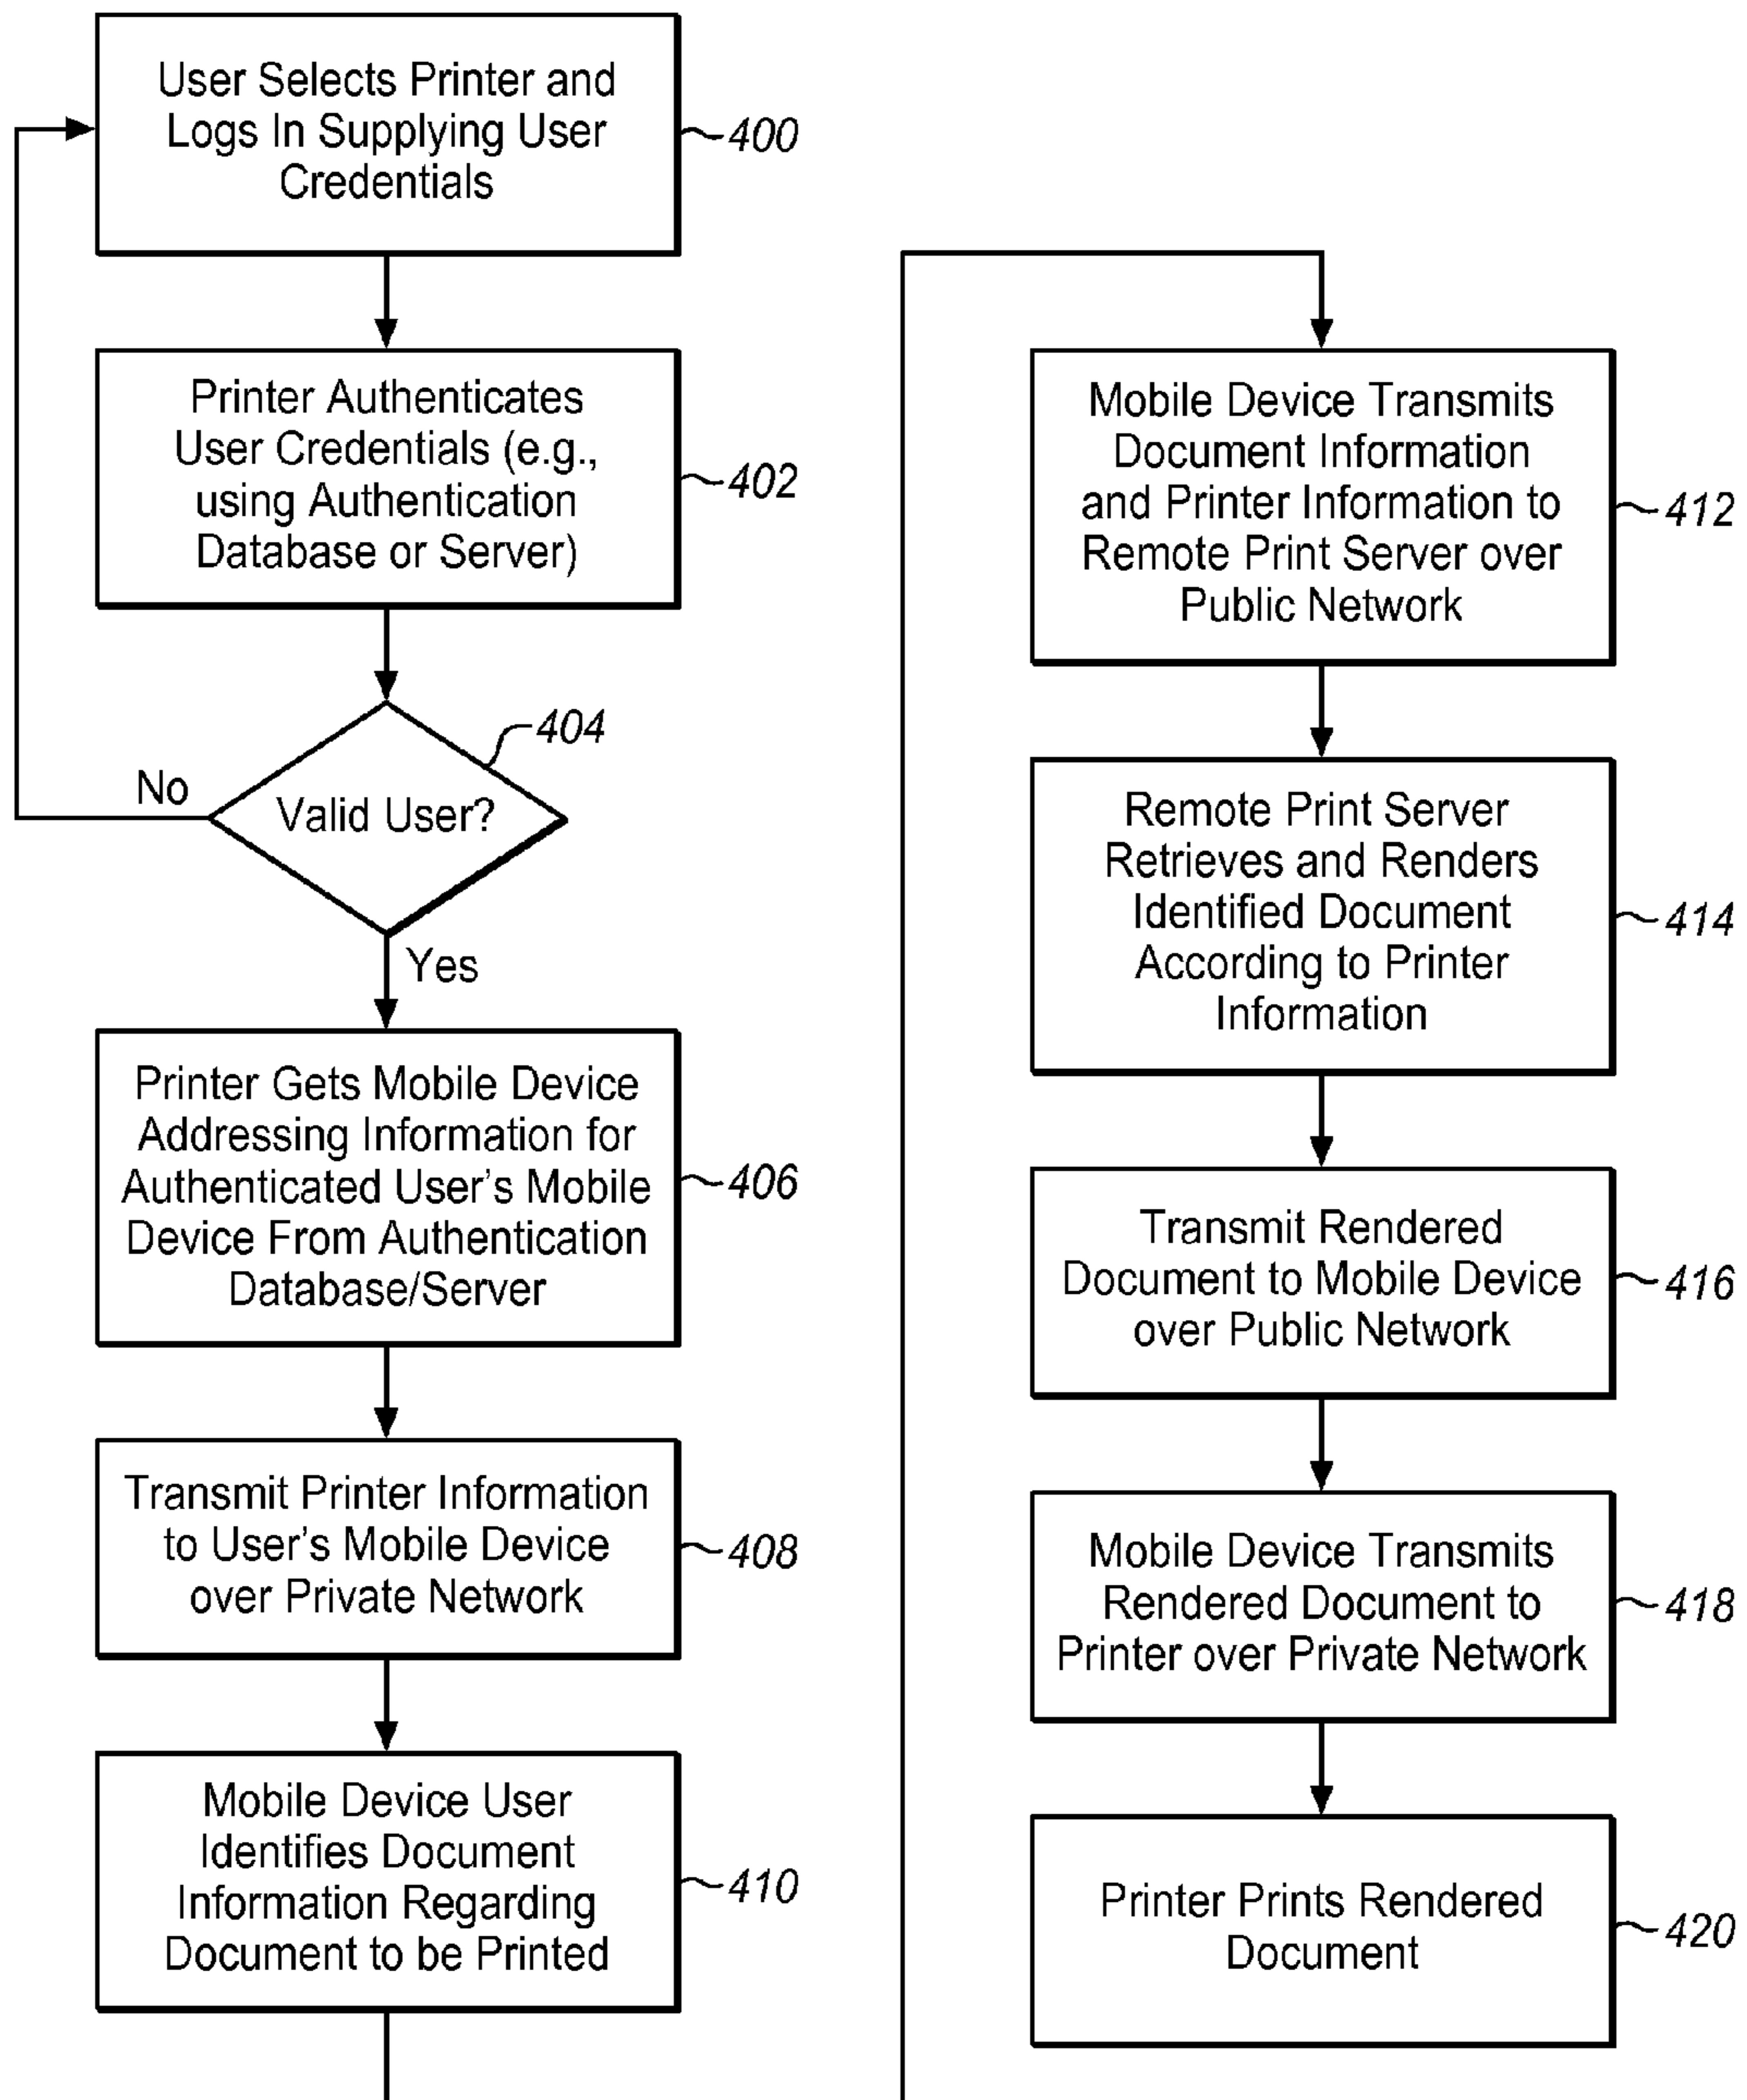 User Selects Printer and
Logs In Supplying User
Credentials
400
Printer Authenticates
User Credentials (e.g.,
using Authentication
Database or Server)
402
404
No
Valid User?
Yes
Printer Gets Mobile Device
Addressing Information for
Authenticated User's Mobile
Device From Authentication
Database/Server
406
Transmit Printer Information
to User's Mobile Device
over Private Network
408
Mobile Device User
Identifies Document
Information Regarding
Document to be Printed
410
Mobile Device Transmits
Document Information
and Printer Information to
Remote Print Server over
Public Network
412
Remote Print Server
Retrieves and Renders
Identified Document
According to Printer
Information
414
Transmit Rendered
Document to Mobile Device
over Public Network
416
Mobile Device Transmits
Rendered Document to
Printer over Private Network
418
Printer Prints Rendered
Document
420